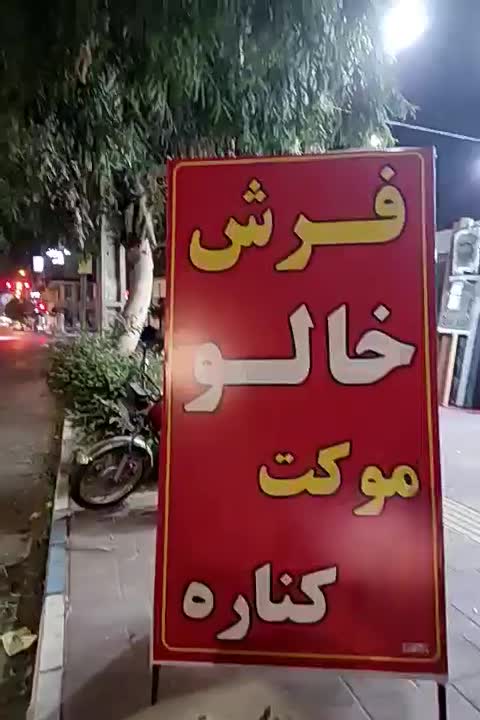 فرش
خالو
موکت
کناره